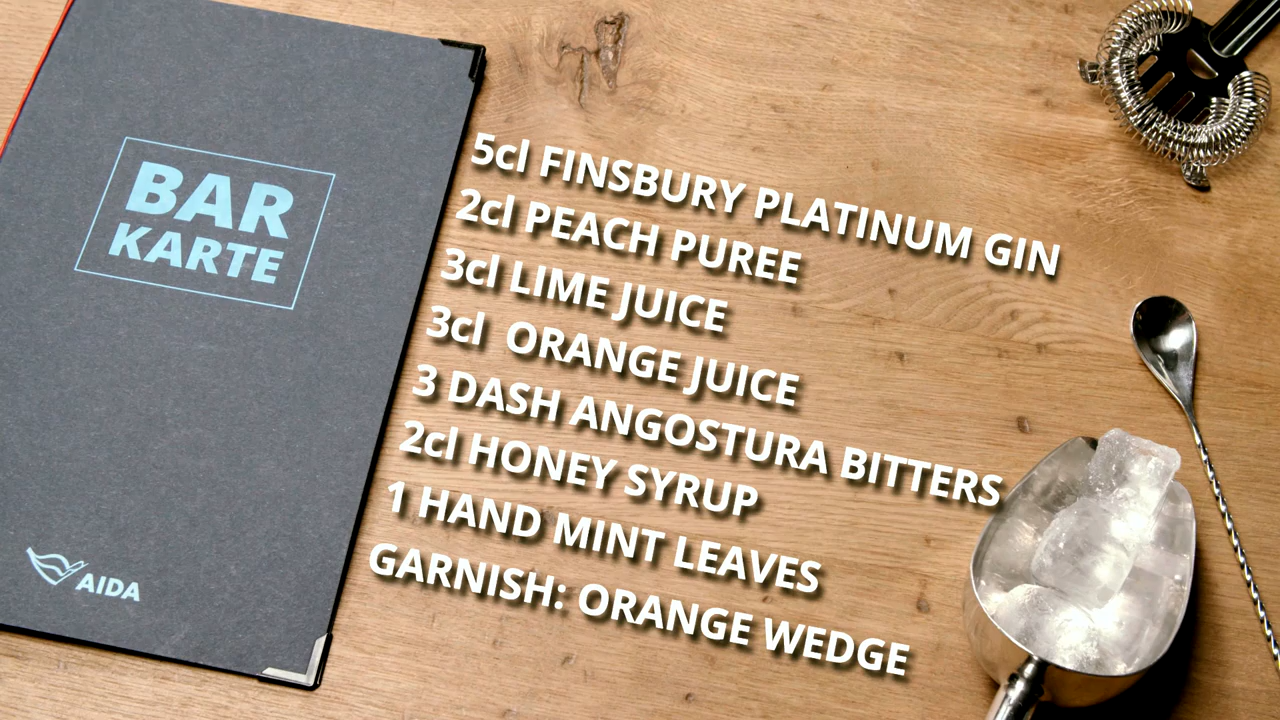 BAR
KARTE
AIDA
5cl FINSBURY PLATINUM GIN
2cl PEACH PUREE
3cl LIME JUICE
3cl ORANGE JUICE
3 DASH ANGOSTURA BITTERS
2cl HONEY SYRUP
1 HAND MINT LEAVES
GARNISH: ORANGE WEDGE